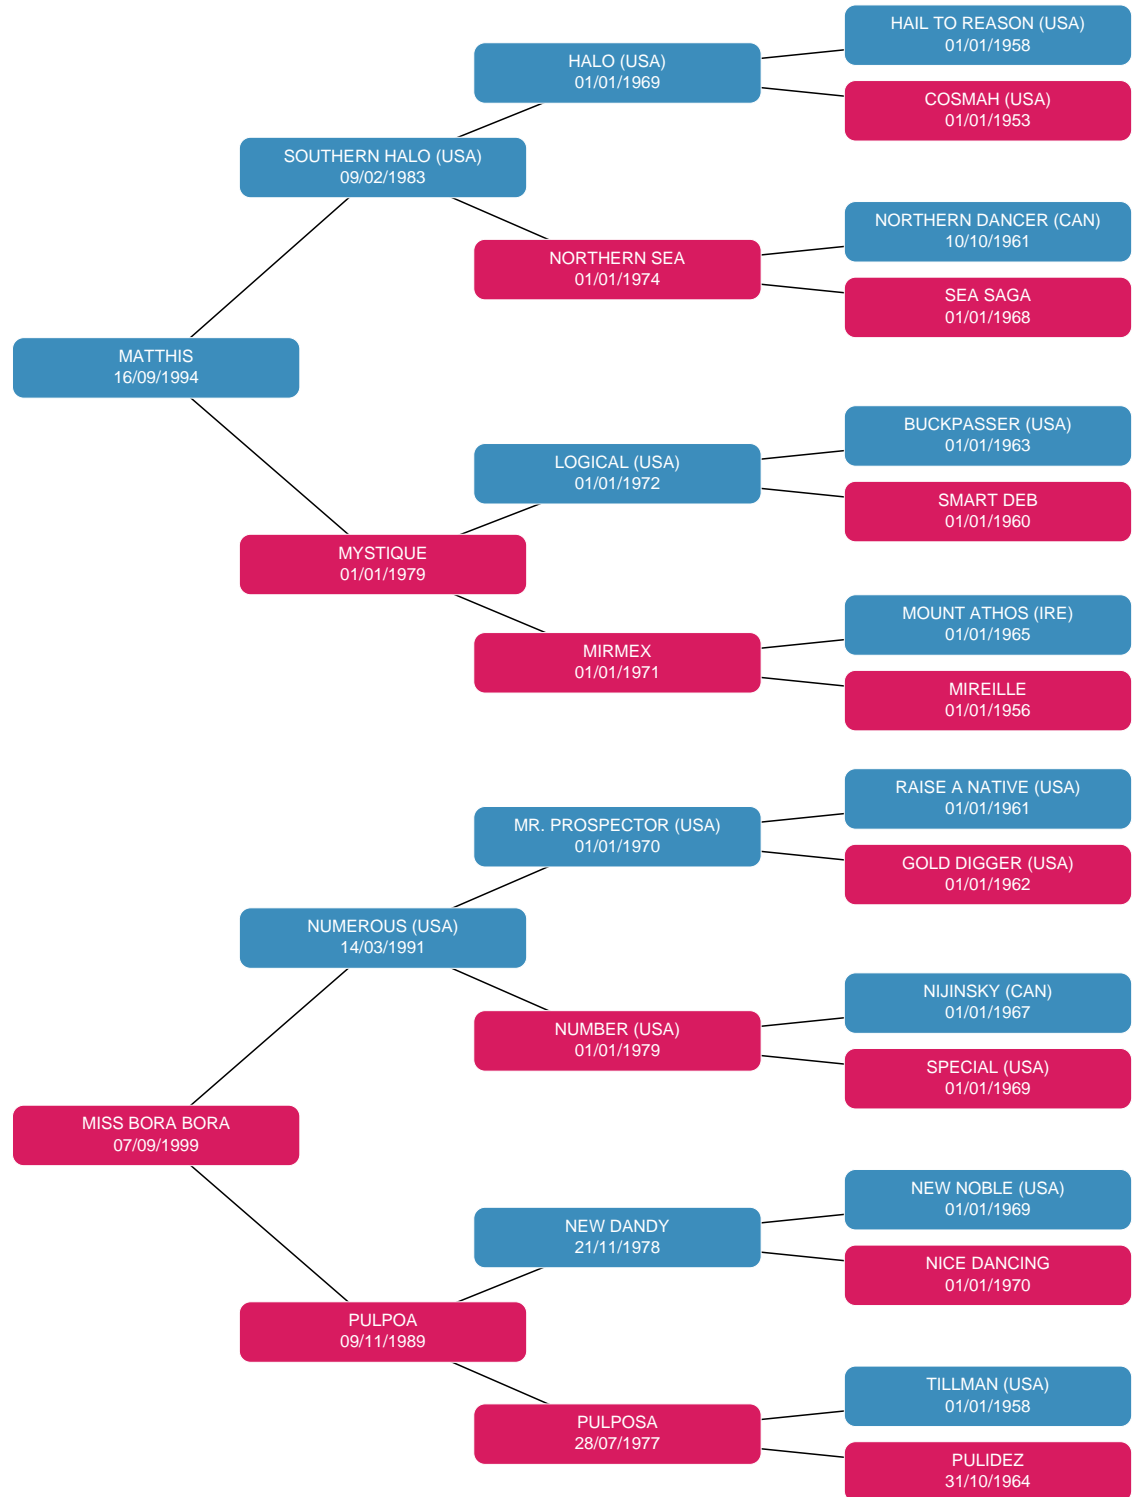 HAIL TO REASON (USA)
01/01/1958
HALO (USA)
01/01/1969
COSMAH (USA)
01/01/1953
SOUTHERN HALO (USA)
09/02/1983
NORTHERN DANCER (CAN)
10/10/1961
NORTHERN SEA
01/01/1974
SEA SAGA
01/01/1968
MATTHIS
16/09/1994
BUCKPASSER (USA)
01/01/1963
LOGICAL (USA)
01/01/1972
SMART DEB
01/01/1960
MYSTIQUE
01/01/1979
MOUNT ATHOS (IRE)
01/01/1965
MIRMEX
01/01/1971
MIREILLE
01/01/1956
RAISE A NATIVE (USA)
01/01/1961
MR. PROSPECTOR (USA)
01/01/1970
GOLD DIGGER (USA)
01/01/1962
NUMEROUS (USA)
14/03/1991
NIJINSKY (CAN)
01/01/1967
NUMBER (USA)
01/01/1979
SPECIAL (USA)
01/01/1969
MISS BORA BORA
07/09/1999
NEW NOBLE (USA)
01/01/1969
NEW DANDY
21/11/1978
NICE DANCING
01/01/1970
PULPOA
09/11/1989
TILLMAN (USA)
01/01/1958
PULPOSA
28/07/1977
PULIDEZ
31/10/1964